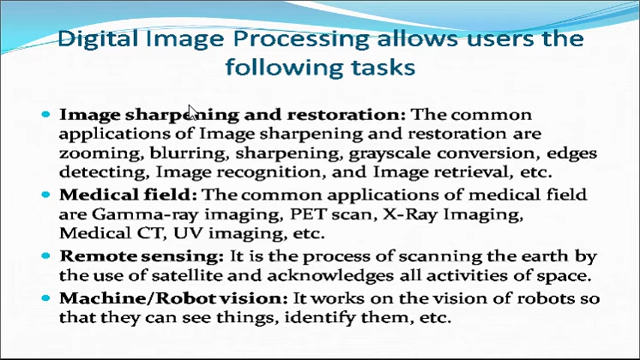 Digital Image Processing allows users the
following tasks
• Image sharpening and restoration: The common
applications of Image sharpening and restoration are
zooming, blurring, sharpening, grayscale conversion, edges
detecting, Image recognition, and Image retrieval, etc.
• Medical field: The common applications of medical field
are Gamma-ray imaging, PET scan, X-Ray Imaging,
Medical CT, UV imaging, etc.
• Remote sensing: It is the process of scanning the earth by
the use of satellite and acknowledges all activities of space.
• Machine/Robot vision: It works on the vision of robots so
that they can see things, identify them, etc.